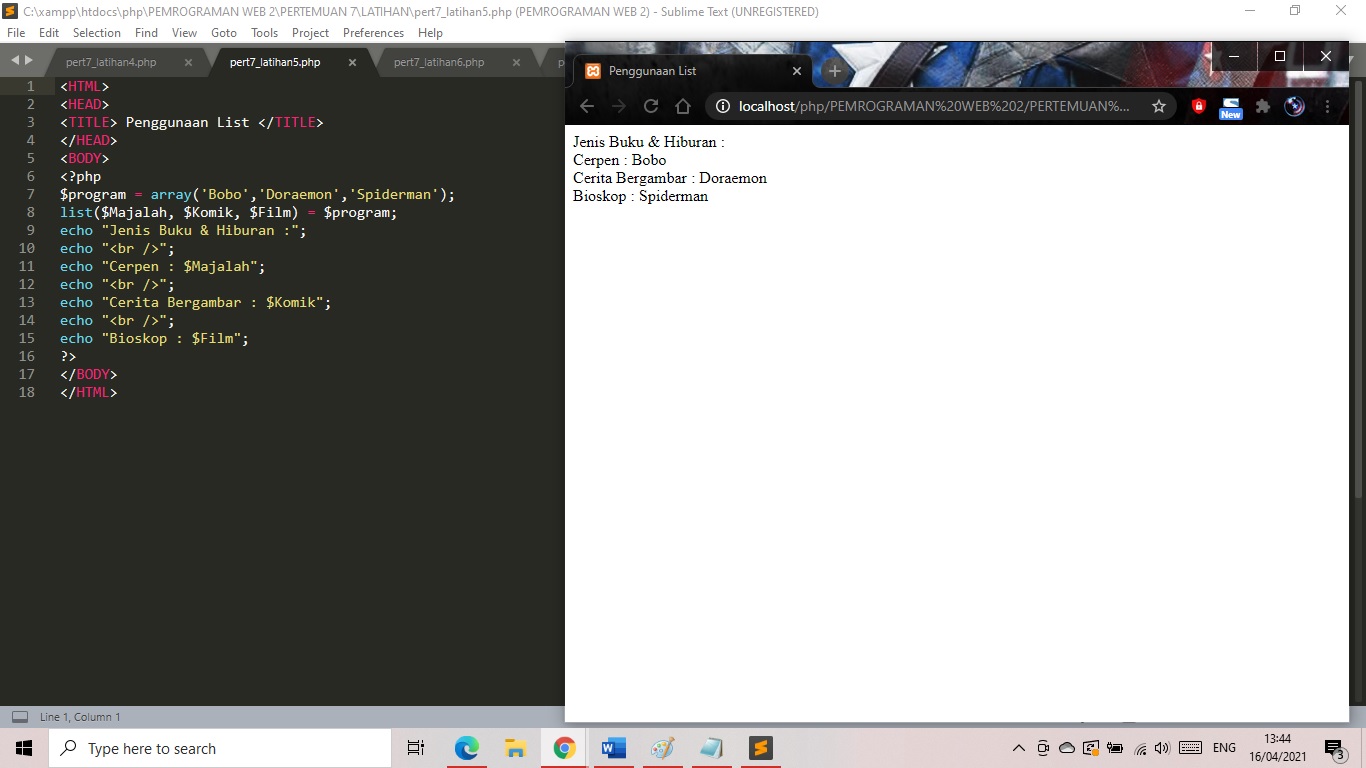 C:\xampp\htdocs\php\PEMROGRAMAN WEB 2\PERTEMUAN 7\LATIHAN\pert7_latihan5.php (PEMROGRAMAN WEB 2) - Sublime Text (UNREGISTERED)
File Edit Selection Find View Goto Tools Project Preferences Help
pert7_latihan4.php pert7_latihan5.php pert7_latihan6.php
1 <HTML>
2 <HEAD>
3 <TITLE> Penggunaan List </TITLE>
4 </HEAD>
5 <BODY>
6 <?php
7 $program = array('Bobo','Doraemon','Spiderman');
8 list($Majalah, $Komik, $Film) = $program;
9 echo "Jenis Buku & Hiburan :";
10 echo "<br />";
11 echo "Cerpen : $Majalah";
12 echo "<br />";
13 echo "Cerita Bergambar : $Komik";
14 echo "<br />";
15 echo "Bioskop : $Film";
16 ?>
17 </BODY>
18 </HTML>
Line 1, Column 1
Penggunaan List
localhost/php/PEMROGRAMAN%20WEB%202/PERTEMUAN%...
New
Jenis Buku & Hiburan :
Cerpen : Bobo
Cerita Bergambar : Doraemon
Bioskop : Spiderman
Type here to search
ENG
13:44
16/04/2021
3